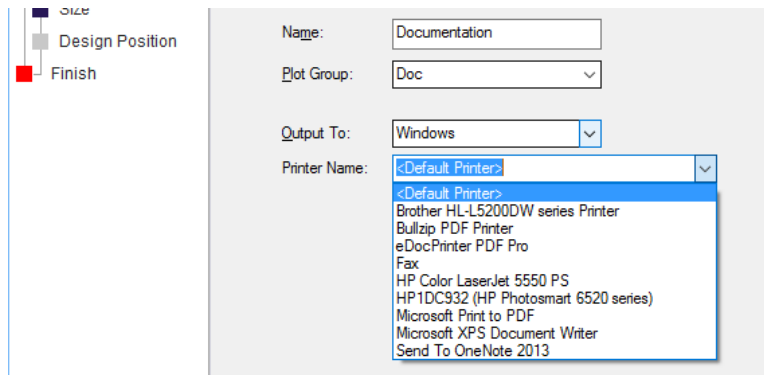 Size
Design Position
Finish
Name: Documentation
Plot Group: Doc
Output To: Windows
Printer Name: <Default Printer>
<Default Printer>
Brother HL-L5200DW series Printer
Bullzip PDF Printer
eDocPrinter PDF Pro
Fax
HP Color LaserJet 5550 PS
HP1DC932 (HP Photosmart 6520 series)
Microsoft Print to PDF
Microsoft XPS Document Writer
Send To OneNote 2013